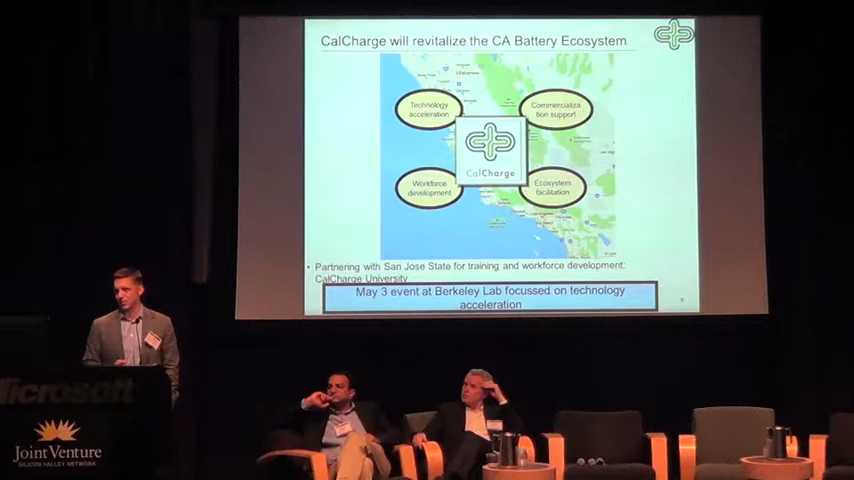 CalCharge will revitalize the CA Battery Ecosystem
Technology
acceleration
Commercializa
tion support
CalCharge
Workforce
development
Ecosystem
facilitation
• Partnering with San Jose State for training and workforce development:
CalCharge University
May 3 event at Berkeley Lab focussed on technology
acceleration
Microsoft
Joint Venture
SILICON VALLEY NETWORK